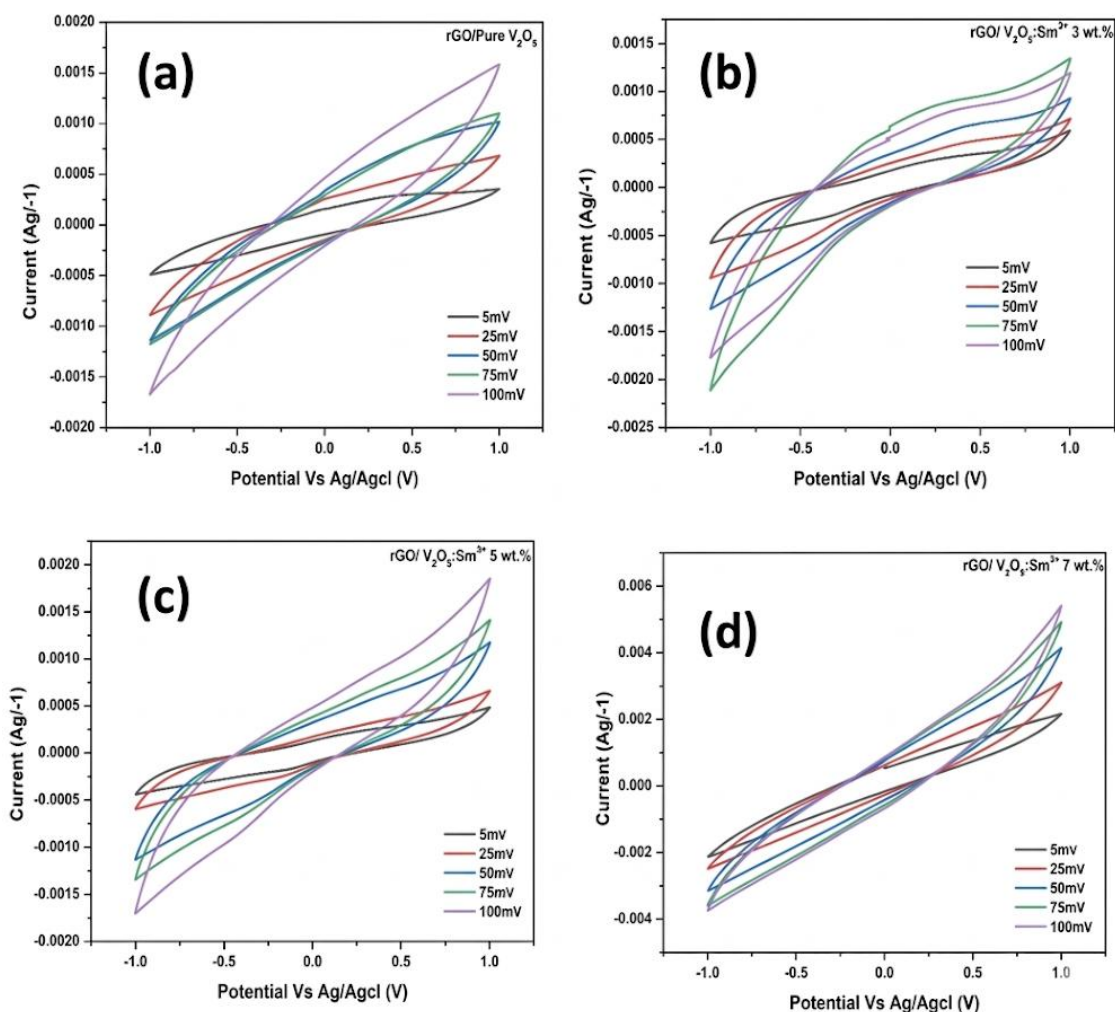 (a)
rGO/Pure V₂O₅
Current (Ag/-1)
0.0020
0.0015
0.0010
0.0005
0.0000
-0.0005
-0.0010
-0.0015
-0.0020
5mV
25mV
50mV
75mV
100mV
-1.0 -0.5 0.0 0.5 1.0
Potential Vs Ag/Agcl (V)
(b)
rGO/ V₂O₅:Sm³⁺ 3 wt.%
Current (Ag/-1)
0.0015
0.0010
0.0005
0.0000
-0.0005
-0.0010
-0.0015
-0.0020
-0.0025
5mV
25mV
50mV
75mV
100mV
-1.0 -0.5 0.0 0.5 1.0
Potential Vs Ag/Agcl (V)
(c)
rGO/ V₂O₅:Sm³⁺ 5 wt.%
Current (Ag/-1)
0.0020
0.0015
0.0010
0.0005
0.0000
-0.0005
-0.0010
-0.0015
-0.0020
5mV
25mV
50mV
75mV
100mV
-1.0 -0.5 0.0 0.5 1.0
Potential Vs Ag/Agcl (V)
(d)
rGO/ V₂O₅:Sm³⁺ 7 wt.%
Current (Ag/-1)
0.006
0.004
0.002
0.000
-0.002
-0.004
5mV
25mV
50mV
75mV
100mV
-1.0 -0.5 0.0 0.5 1.0
Potential Vs Ag/Agcl (V)